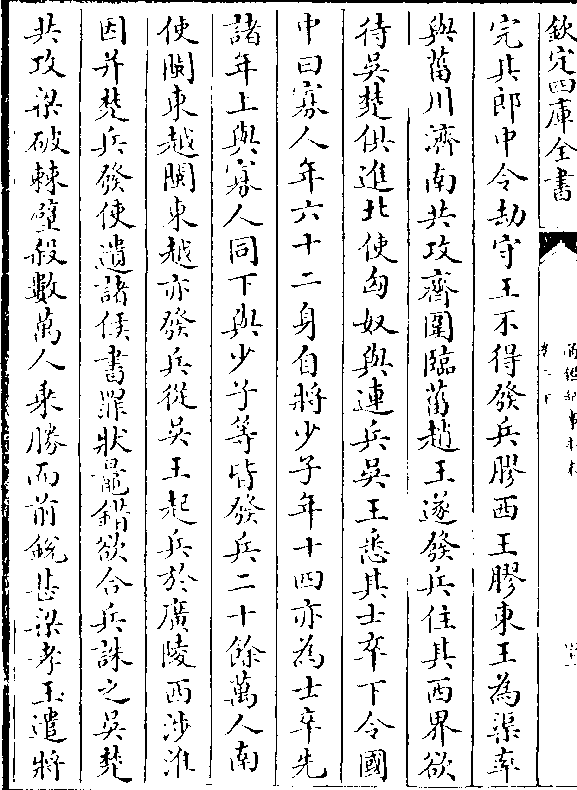 欽定四庫全書
完其郎中令劫守王不得發兵膠西王膠東王為渠率
與菑川濟南共攻齊圍臨菑趙王遂發兵住其西界欲
待吳楚俱進北使匈奴與連兵吳王悉其士卒下令國
中曰寡人年六十二身自將少子年十四亦為士卒先
諸年上與寡人同下與少子等皆發兵二十餘萬人南
使閩東越閩東越亦發兵從吳王起兵於廣陵西涉淮
因并楚兵發使遺諸侯書罪狀鼂錯欲合兵誅之吳楚
共攻梁破棘壁殺數萬人乘勝而前銳甚梁孝王遣將